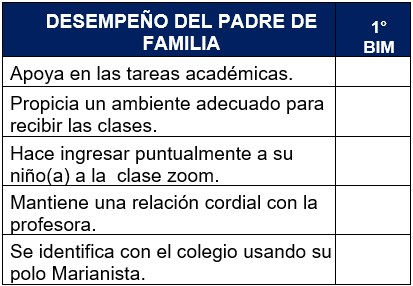 DESEMPEÑO DEL PADRE DE
FAMILIA
1°
BIM
Apoya en las tareas académicas.
Propicia un ambiente adecuado para
recibir las clases.
Hace ingresar puntualmente a su
niño(a) a la clase zoom.
Mantiene una relación cordial con la
profesora.
Se identifica con el colegio usando su
polo Marianista.